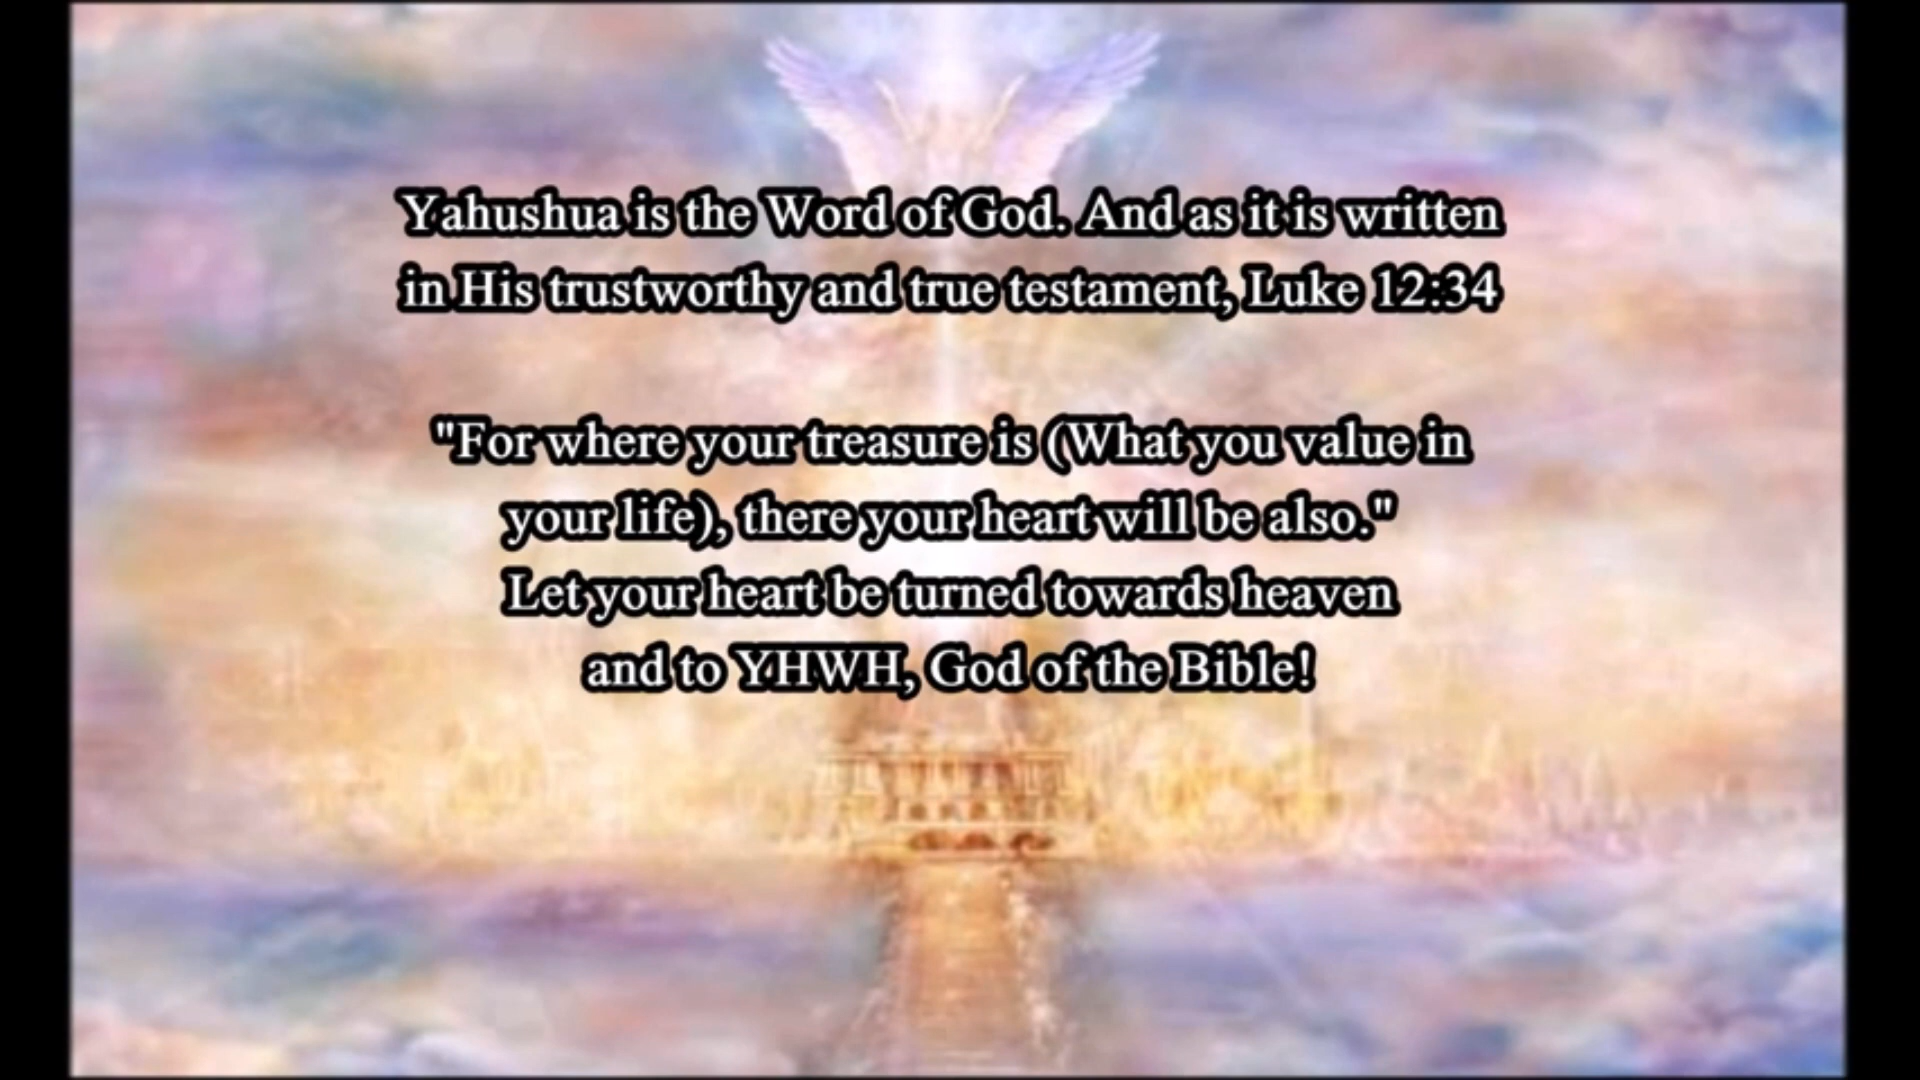 Yahushua is the Word of God. And as it is written
in His trustworthy and true testament, Luke 12:34
"For where your treasure is (What you value in
your life), there your heart will be also."
Let your heart be turned towards heaven
and to YHWH, God of the Bible!